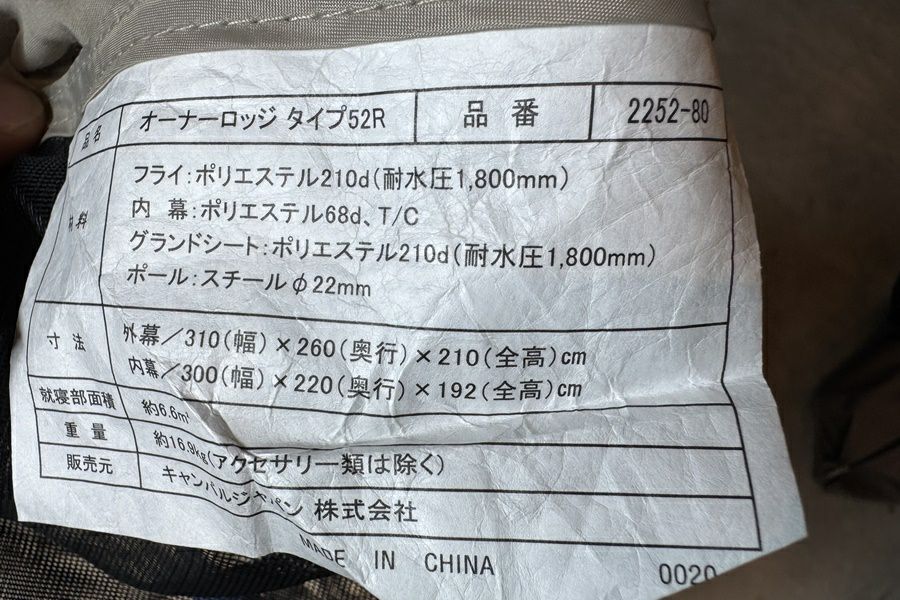 品名 オーナーロッジ タイプ52R 品番 2252-80
材料 フライ:ポリエステル210d(耐水圧1,800mm)
内 幕:ポリエステル68d、T/C
グランドシート:ポリエステル210d(耐水圧1,800mm)
ポール:スチールφ22mm
寸法 外幕/310(幅)×260(奥行)×210(全高)cm
内幕/300(幅)×220(奥行)×192(全高)cm
就寝部面積 約6.6㎡
重量 約16.9kg(アクセサリー類は除く)
販売元 キャンパルジャパン 株式会社
MADE IN CHINA
0020